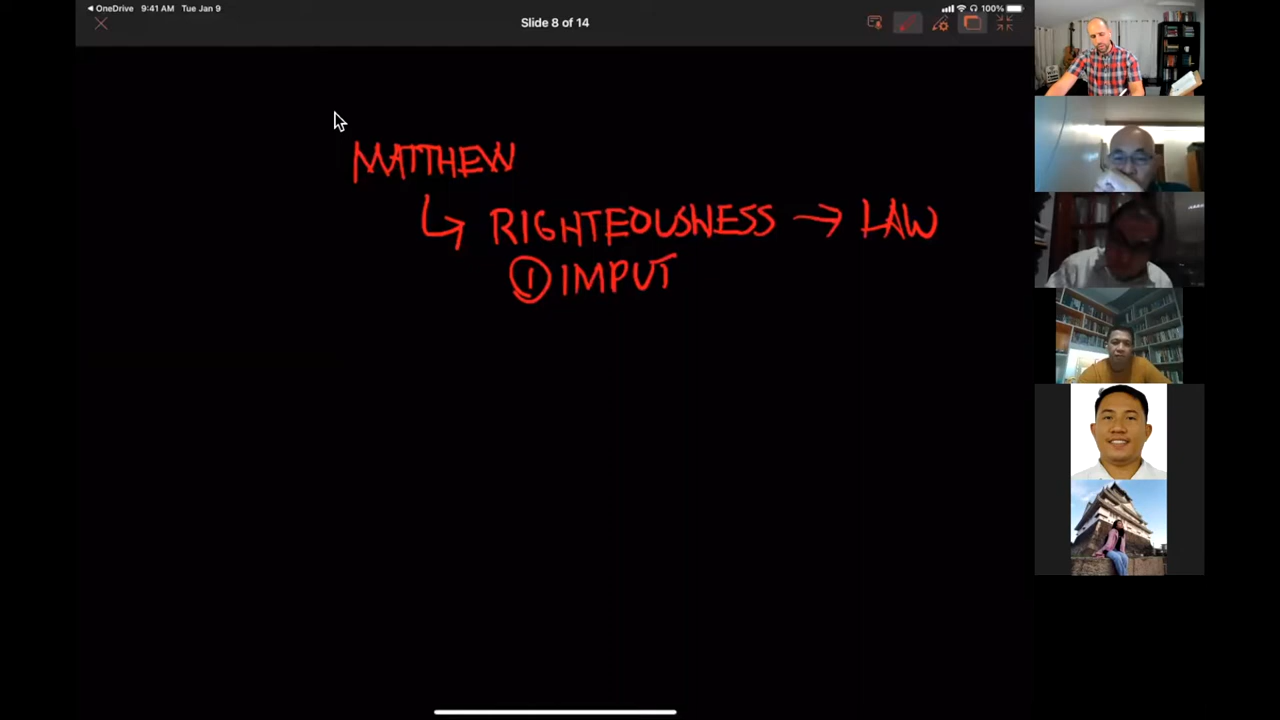 OneDrive 9:41 AM Tue Jan 9 100%
Slide 8 of 14
MATTHEW
↳ RIGHTEOUSNESS → LAW
① IMPUT